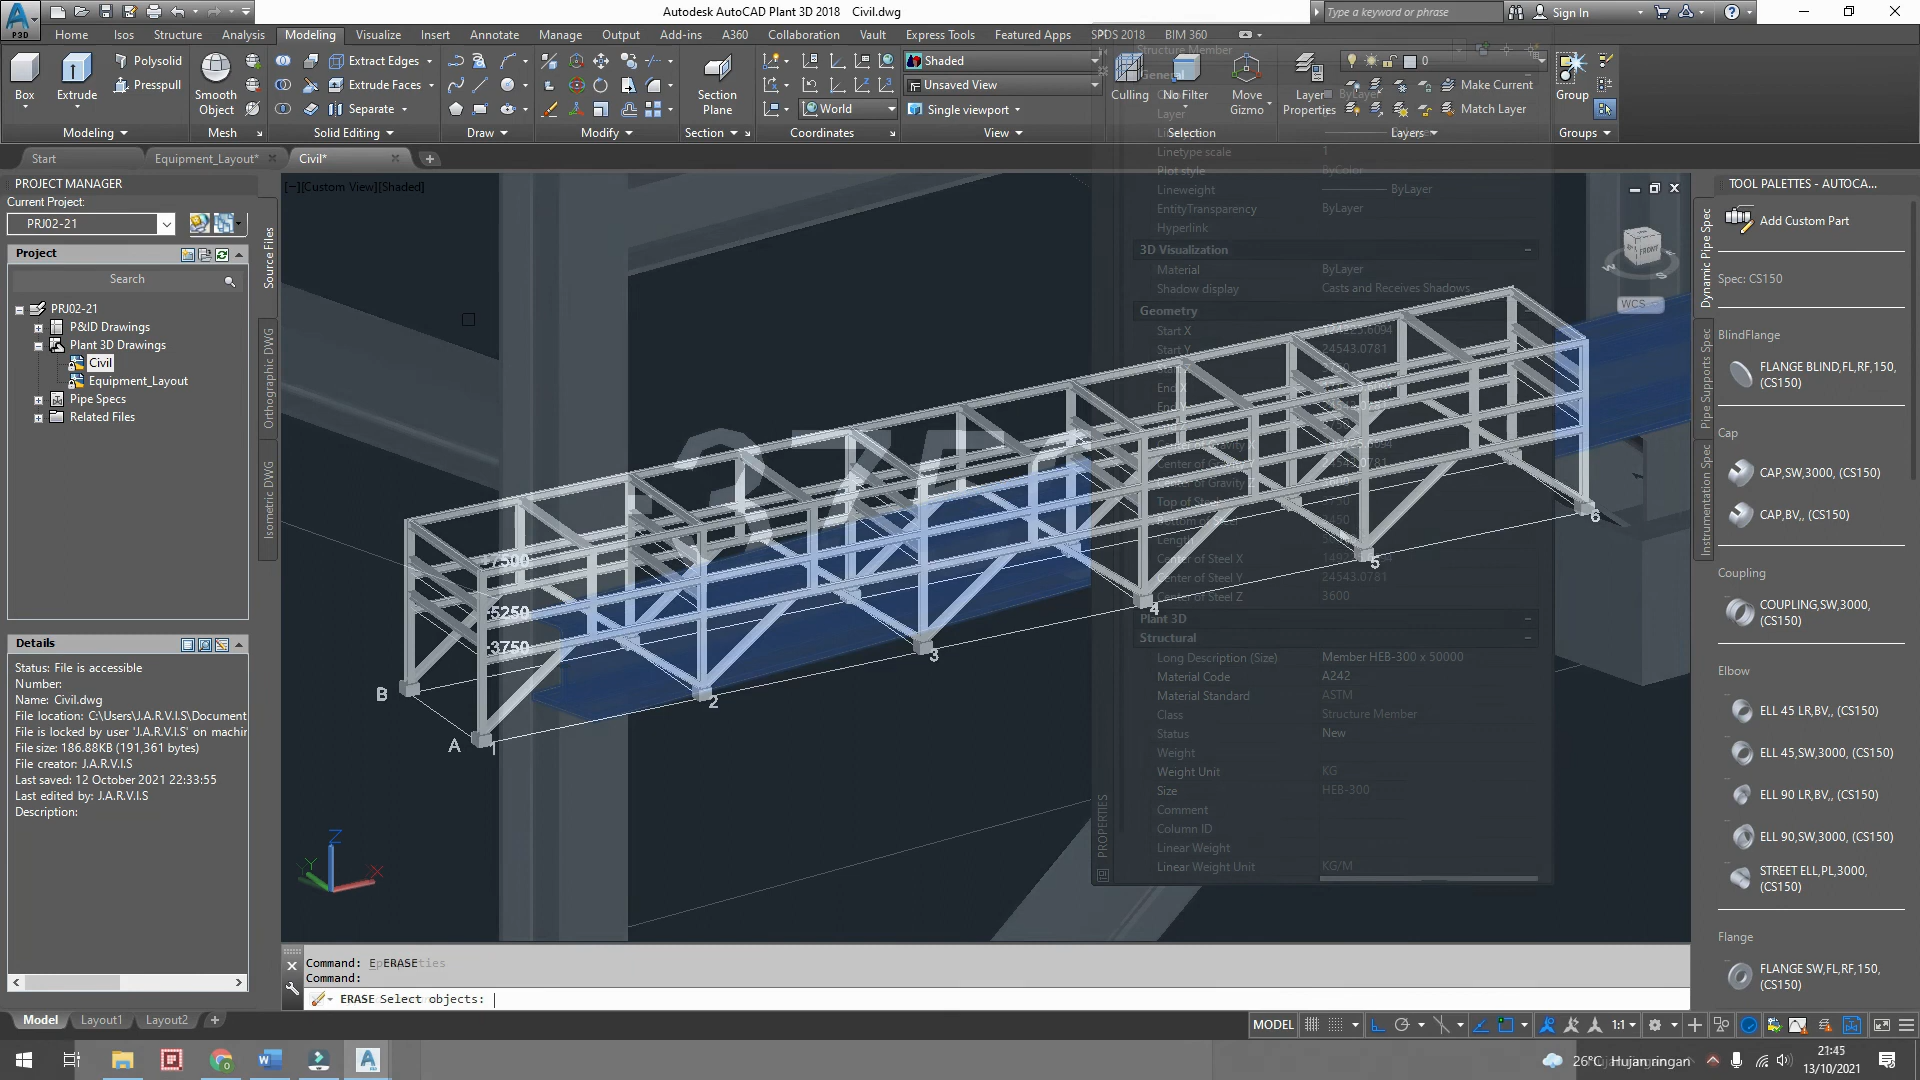 Autodesk AutoCAD Plant 3D 2018 Civil.dwg
Type a keyword or phrase
Sign In
P3D
Home Isos Structure Analysis Modeling Visualize Insert Annotate Manage Output Add-ins A360 Collaboration Vault Express Tools Featured Apps SPDS 2018 BIM 360
Box
Extrude
Polysolid
Presspull
Smooth
Object
Extrude Edges
Extrude Faces
Separate
Section
Plane
World
Shaded
Unsaved View
Single viewport
Culling
No Filter
Move
Gizmo
Layer
Properties
0
Make Current
Match Layer
Group
Modeling Mesh Solid Editing Draw Modify Section Coordinates View Selection Layers Groups
Start Equipment_Layout* Civil*
PROJECT MANAGER
Current Project:
PRJ02-21
Project
Search
PRJ02-21
P&ID Drawings
Plant 3D Drawings
Civil
Equipment_Layout
Pipe Specs
Related Files
Source Files
Orthographic DWG
Isometric DWG
Details
Status: File is accessible
Number:
Name: Civil.dwg
File location: C:\Users\J.A.R.V.I.S\Document
File is locked by user 'J.A.R.V.I.S' on machin
File size: 186.88KB (191,361 bytes)
File creator: J.A.R.V.I.S
Last saved: 12 October 2021 22:33:55
Last edited by: J.A.R.V.I.S
Description:
[−][Custom View][Shaded]
+7500
+5250
+3750
B
A
1
2
3
4
5
6
Z
Y
X
FRONT
W
S
WCS
Structure Member
General
Layer
ByLayer
Linetype scale 1
Plot style ByColor
Lineweight ByLayer
EntityTransparency ByLayer
Hyperlink
3D Visualization
Material ByLayer
Shadow display Casts and Receives Shadows
Geometry
Start X
Start Y 24543.0781
End X
Center of Steel X
Center of Steel Y 24543.0781
Center of Steel Z 3600
Plant 3D
Structural
Long Description (Size) Member HEB-300 x 50000
Material Code A242
Material Standard ASTM
Class Structure Member
Status New
Weight
Weight Unit KG
Size HEB-300
Comment
Column ID
Linear Weight
Linear Weight Unit KG/M
PROPERTIES
Command: E ERASE
Command:
ERASE Select objects:
Model Layout1 Layout2
MODEL
1:1
TOOL PALETTES - AUTOCA...
Dynamic Pipe Spec
Pipe Supports Spec
Instrumentation Spec
Add Custom Part
Spec: CS150
BlindFlange
FLANGE BLIND,FL,RF,150,
(CS150)
Cap
CAP,SW,3000, (CS150)
CAP,BV,, (CS150)
Coupling
COUPLING,SW,3000,
(CS150)
Elbow
ELL 45 LR,BV,, (CS150)
ELL 45,SW,3000, (CS150)
ELL 90 LR,BV,, (CS150)
ELL 90,SW,3000, (CS150)
STREET ELL,PL,3000,
(CS150)
Flange
FLANGE SW,FL,RF,150,
(CS150)
26°C Hujan ringan
21:45
13/10/2021